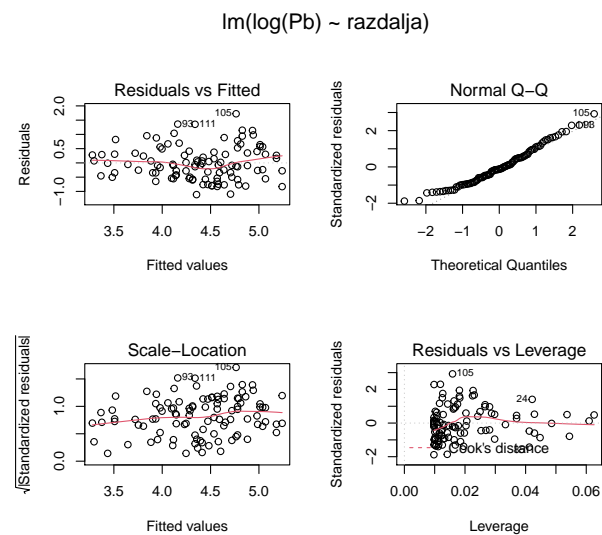 lm(log(Pb) ~ razdalja)
Residuals vs Fitted
Residuals
2.0
0.5
−1.0
105
93
111
3.5 4.0 4.5 5.0
Fitted values
Normal Q−Q
Standardized residuals
2
0
−2
105
−2 −1 0 1 2
Theoretical Quantiles
Scale−Location
√|Standardized residuals|
1.0
0.0
105
93
111
3.5 4.0 4.5 5.0
Fitted values
Residuals vs Leverage
Standardized residuals
2
0
−2
105
24
Cook's distance
0.00 0.02 0.04 0.06
Leverage